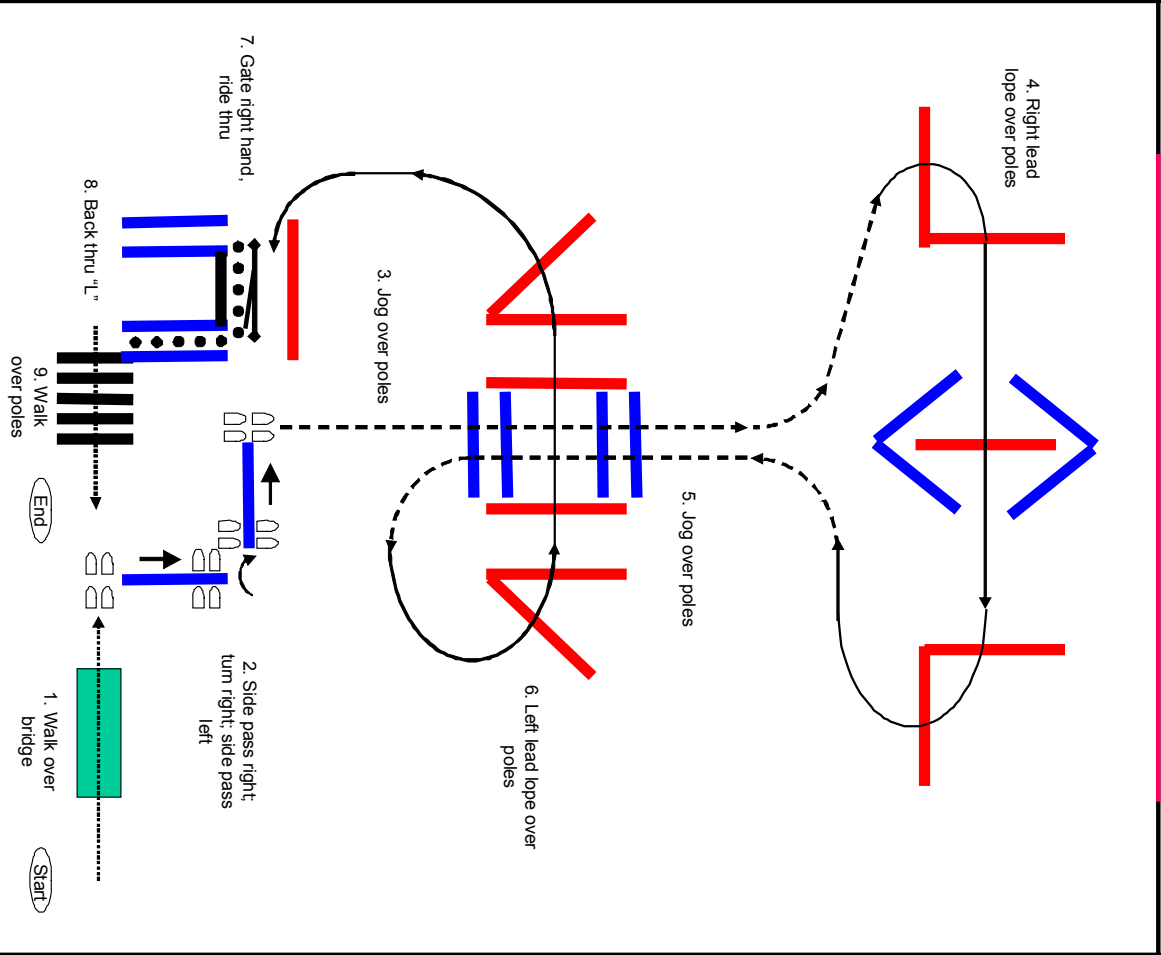 Start
1. Walk over
bridge
2. Side pass right;
turn right; side pass
left
3. Jog over poles
4. Right lead
lope over poles
5. Jog over poles
6. Left lead lope over
poles
7. Gate right hand,
ride thru
8. Back thru “L”
9. Walk
over poles
End